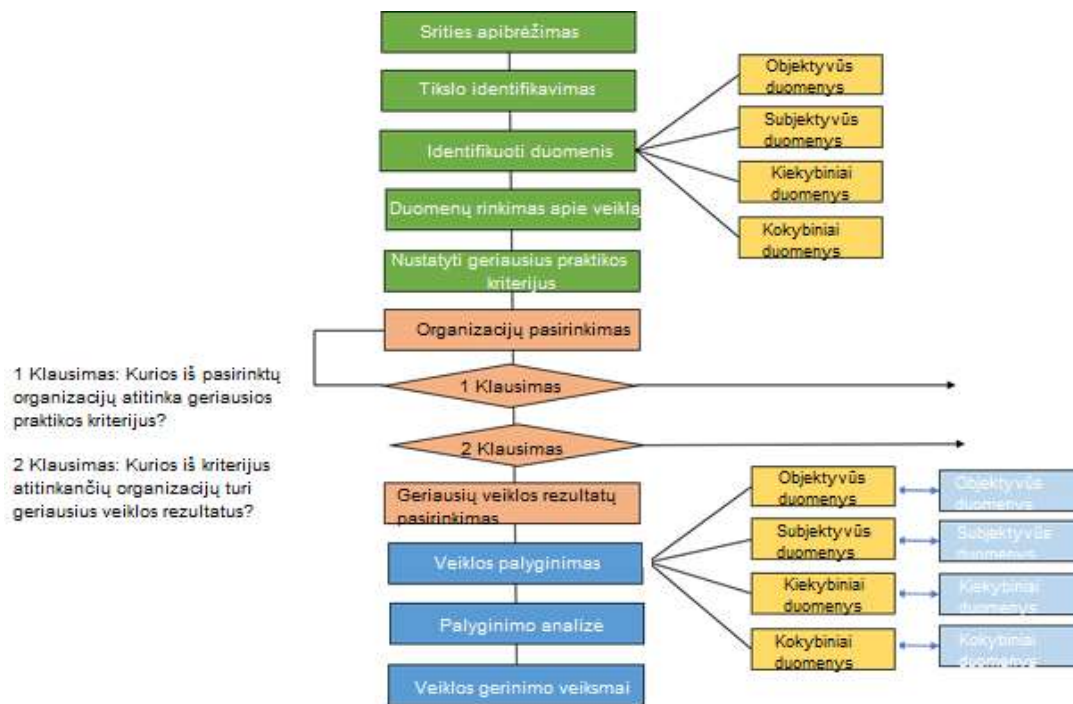 Srities apibrėžimas
Tikslo identifikavimas
Identifikuoti duomenis
Objektyvūs
duomenys
Subjektyvūs
duomenys
Kiekybiniai
duomenys
Kokybiniai
duomenys
Duomenų rinkimas apie veiklą
Nustatyti geriausius praktikos
kriterijus
Organizacijų pasirinkimas
1 Klausimas: Kurios iš pasirinktų
organizacijų atitinka geriausios
praktikos kriterijus?
1 Klausimas
2 Klausimas
2 Klausimas: Kurios iš kriterijus
atitinkančių organizacijų turi
geriausius veiklos rezultatus?
Geriausių veiklos rezultatų
pasirinkimas
Veiklos palyginimas
Palyginimo analizė
Veiklos gerinimo veiksmai
Objektyvūs
duomenys
Objektyvūs
duomenys
Subjektyvūs
duomenys
Subjektyvūs
duomenys
Kiekybiniai
duomenys
Kiekybiniai
duomenys
Kokybiniai
duomenys
Kokybiniai
duomenys